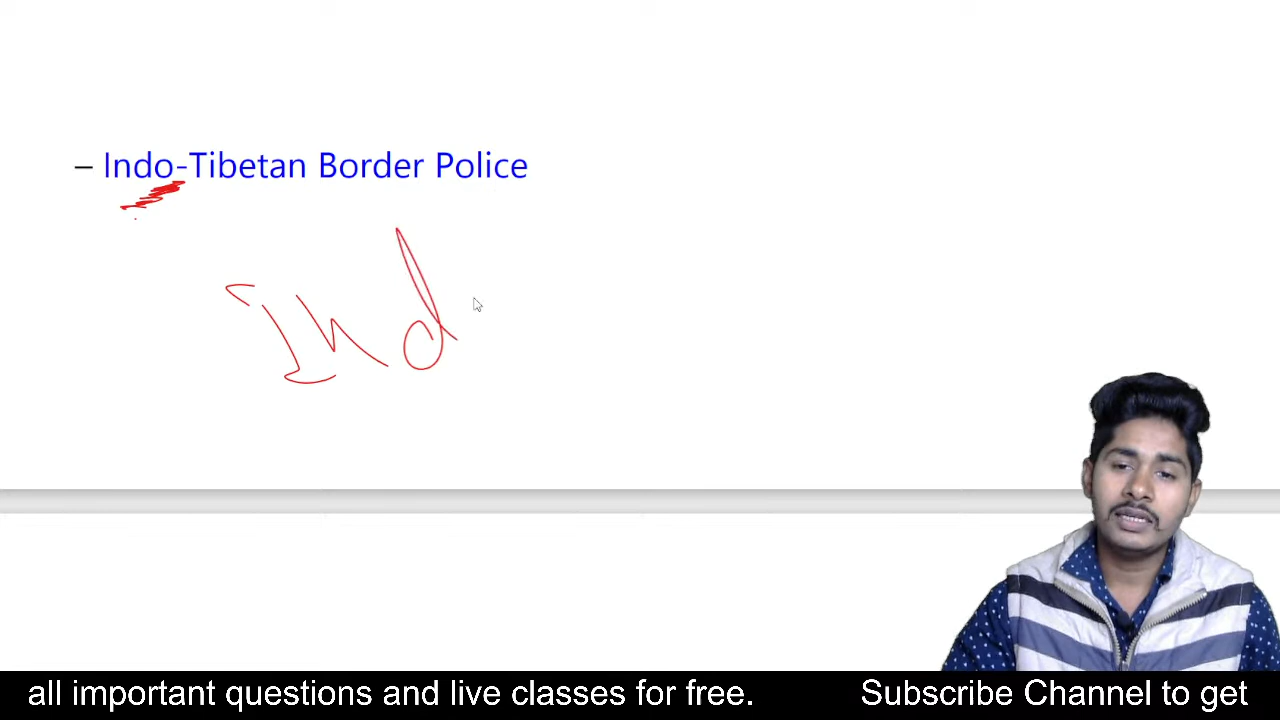 – Indo-Tibetan Border Police
Ind
all important questions and live classes for free. Subscribe Channel to get